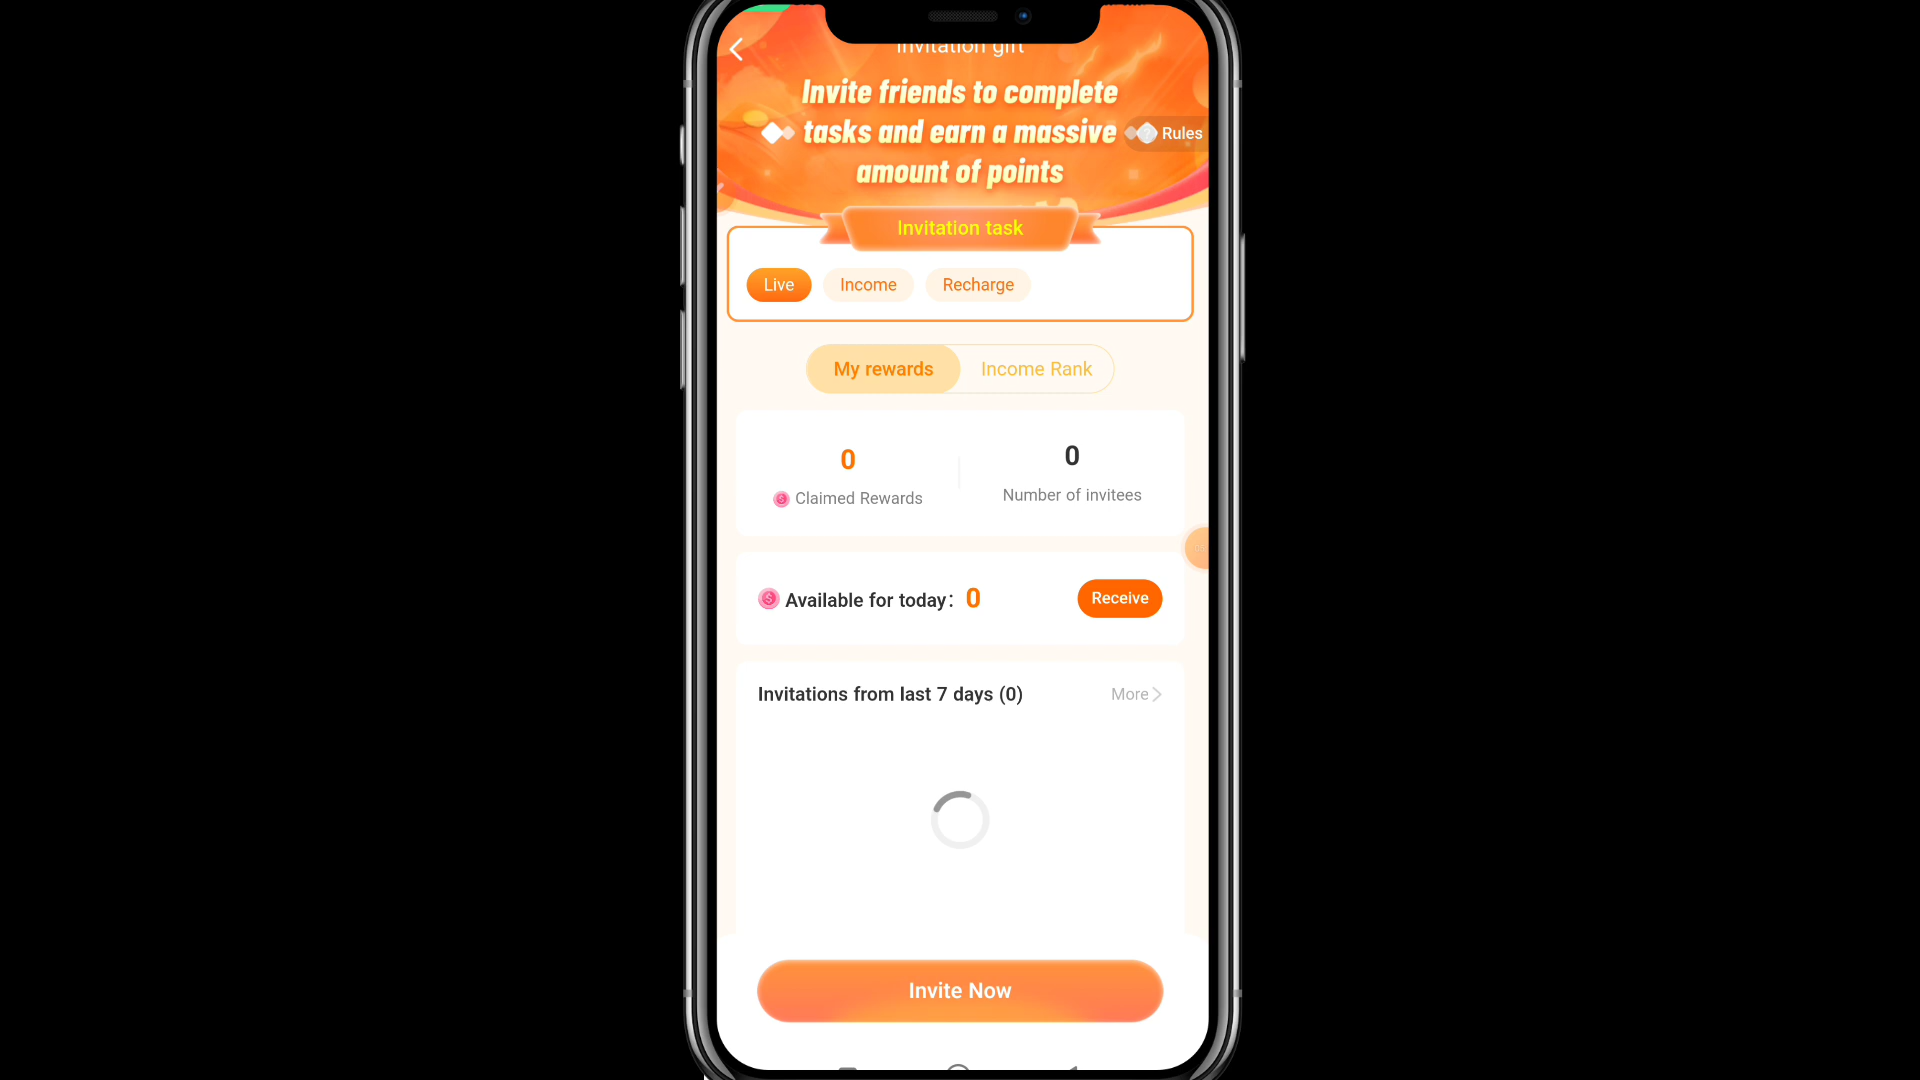 Invitation gift
Invite friends to complete
tasks and earn a massive
amount of points
Rules
Invitation task
Live Income Recharge
My rewards Income Rank
0 0
Claimed Rewards Number of invitees
Available for today: 0 Receive
Invitations from last 7 days (0) More
Invite Now